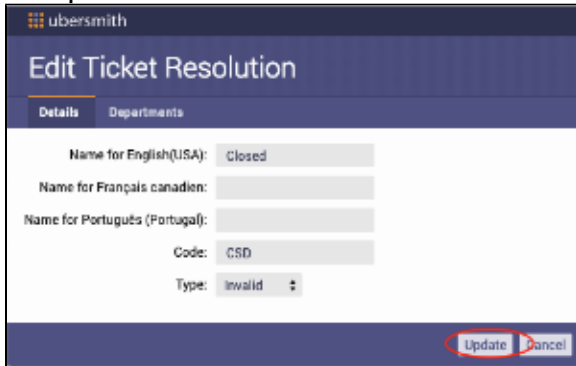 ubersmith
Edit Ticket Resolution
Details Departments
Name for English(USA): Closed
Name for Français canadien:
Name for Português (Portugal):
Code: CSD
Type: Invalid
Update Cancel